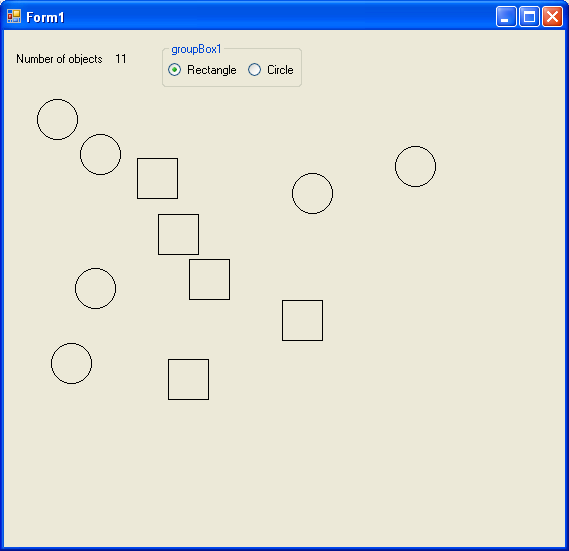 Form1
groupBox1
Number of objects 11
Rectangle Circle